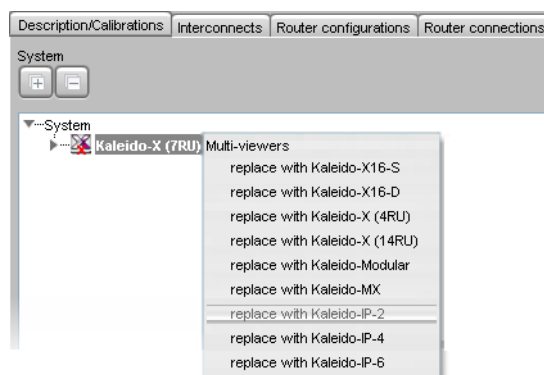 Description/Calibrations Interconnects Router configurations Router connections
System
System
Kaleido-X (7RU) Multi-viewers
replace with Kaleido-X16-S
replace with Kaleido-X16-D
replace with Kaleido-X (4RU)
replace with Kaleido-X (14RU)
replace with Kaleido-Modular
replace with Kaleido-MX
replace with Kaleido-IP-2
replace with Kaleido-IP-4
replace with Kaleido-IP-6